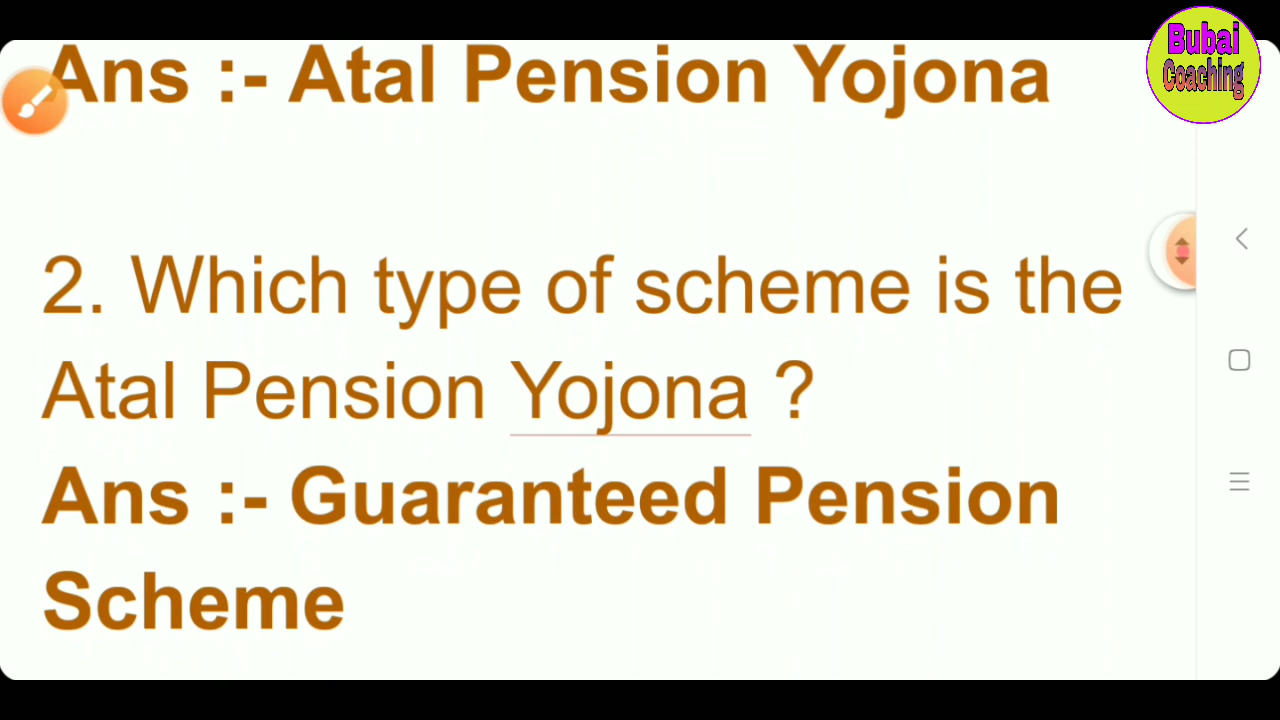 Ans :- Atal Pension Yojona
Bubai
Coaching
2. Which type of scheme is the
Atal Pension Yojona ?
Ans :- Guaranteed Pension
Scheme